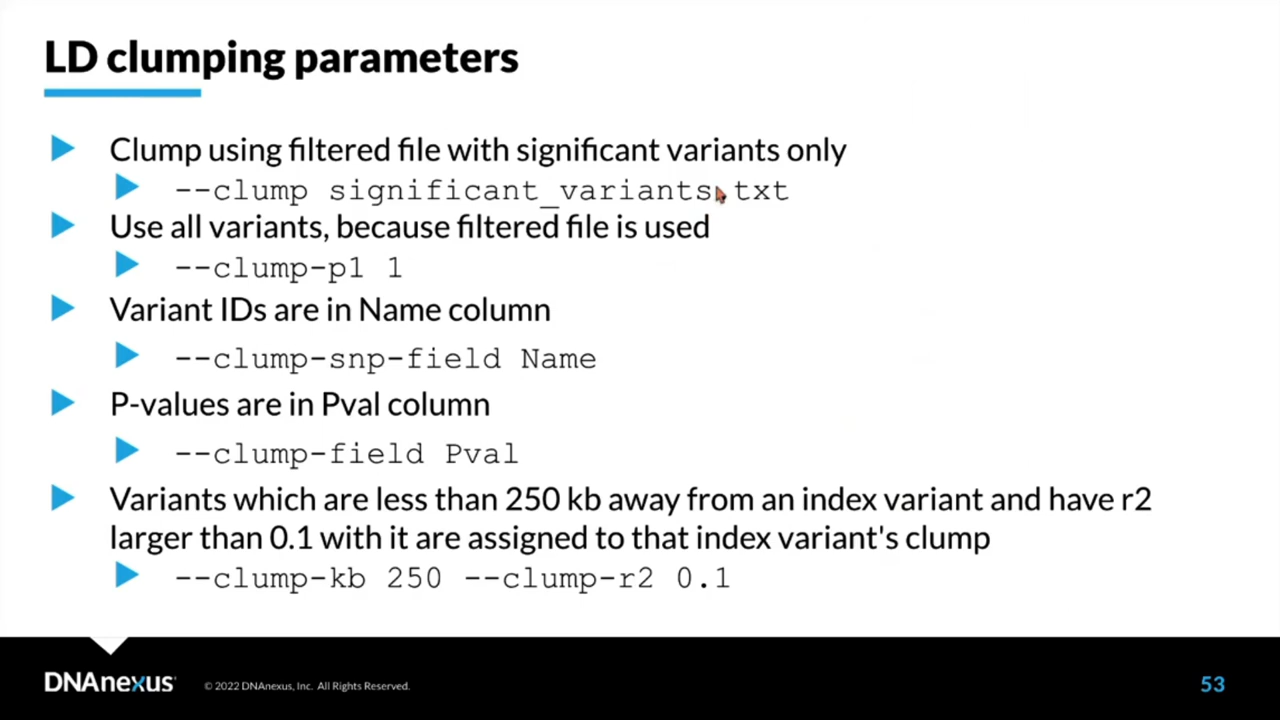 LD clumping parameters
Clump using filtered file with significant variants only
--clump significant_variants.txt
Use all variants, because filtered file is used
--clump-p1 1
Variant IDs are in Name column
--clump-snp-field Name
P-values are in Pval column
--clump-field Pval
Variants which are less than 250 kb away from an index variant and have r2
larger than 0.1 with it are assigned to that index variant's clump
--clump-kb 250 --clump-r2 0.1
DNAnexus © 2022 DNAnexus, Inc. All Rights Reserved. 53